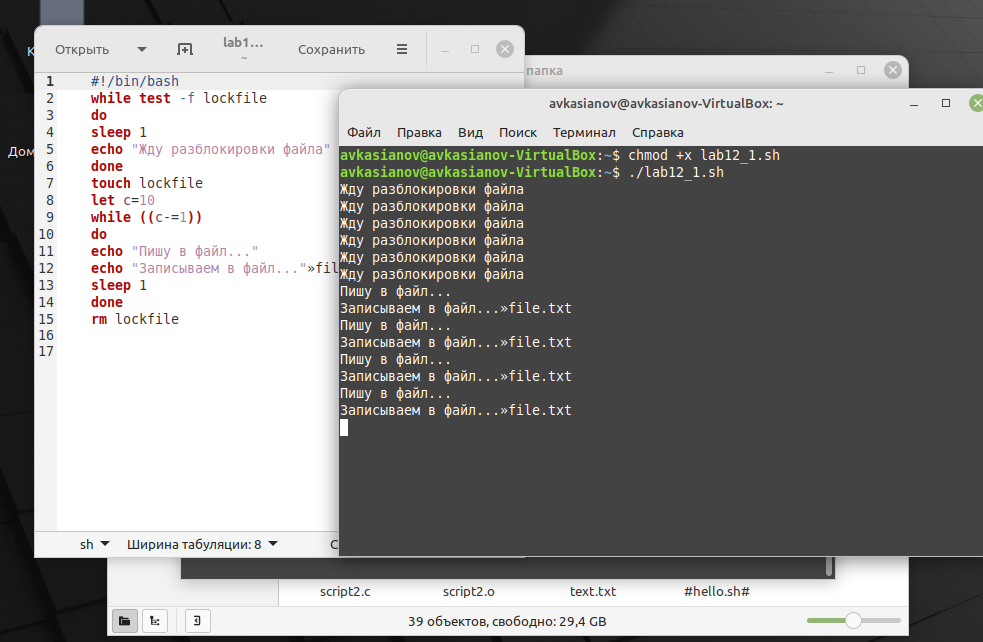 К
Дом
Открыть lab1... Сохранить
~
1 #!/bin/bash
2 while test -f lockfile
3 do
4 sleep 1
5 echo "Жду разблокировки файла"
6 done
7 touch lockfile
8 let c=10
9 while ((c-=1))
10 do
11 echo "Пишу в файл..."
12 echo "Записываем в файл..."»fil
13 sleep 1
14 done
15 rm lockfile
16
17
sh Ширина табуляции: 8 С
папка
avkasianov@avkasianov-VirtualBox: ~
Файл Правка Вид Поиск Терминал Справка
avkasianov@avkasianov-VirtualBox:~$ chmod +x lab12_1.sh
avkasianov@avkasianov-VirtualBox:~$ ./lab12_1.sh
Жду разблокировки файла
Жду разблокировки файла
Жду разблокировки файла
Жду разблокировки файла
Жду разблокировки файла
Жду разблокировки файла
Пишу в файл...
Записываем в файл...»file.txt
Пишу в файл...
Записываем в файл...»file.txt
Пишу в файл...
Записываем в файл...»file.txt
Пишу в файл...
Записываем в файл...»file.txt
script2.c script2.o text.txt #hello.sh#
39 объектов, свободно: 29,4 GB